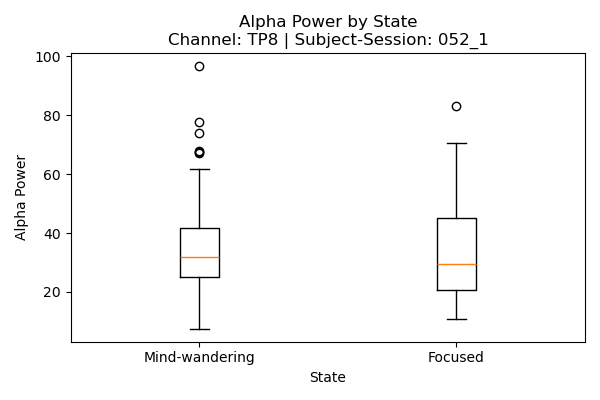 Alpha Power by State
Channel: TP8 | Subject-Session: 052_1
100
80
60
40
20
Alpha Power
Mind-wandering
Focused
State